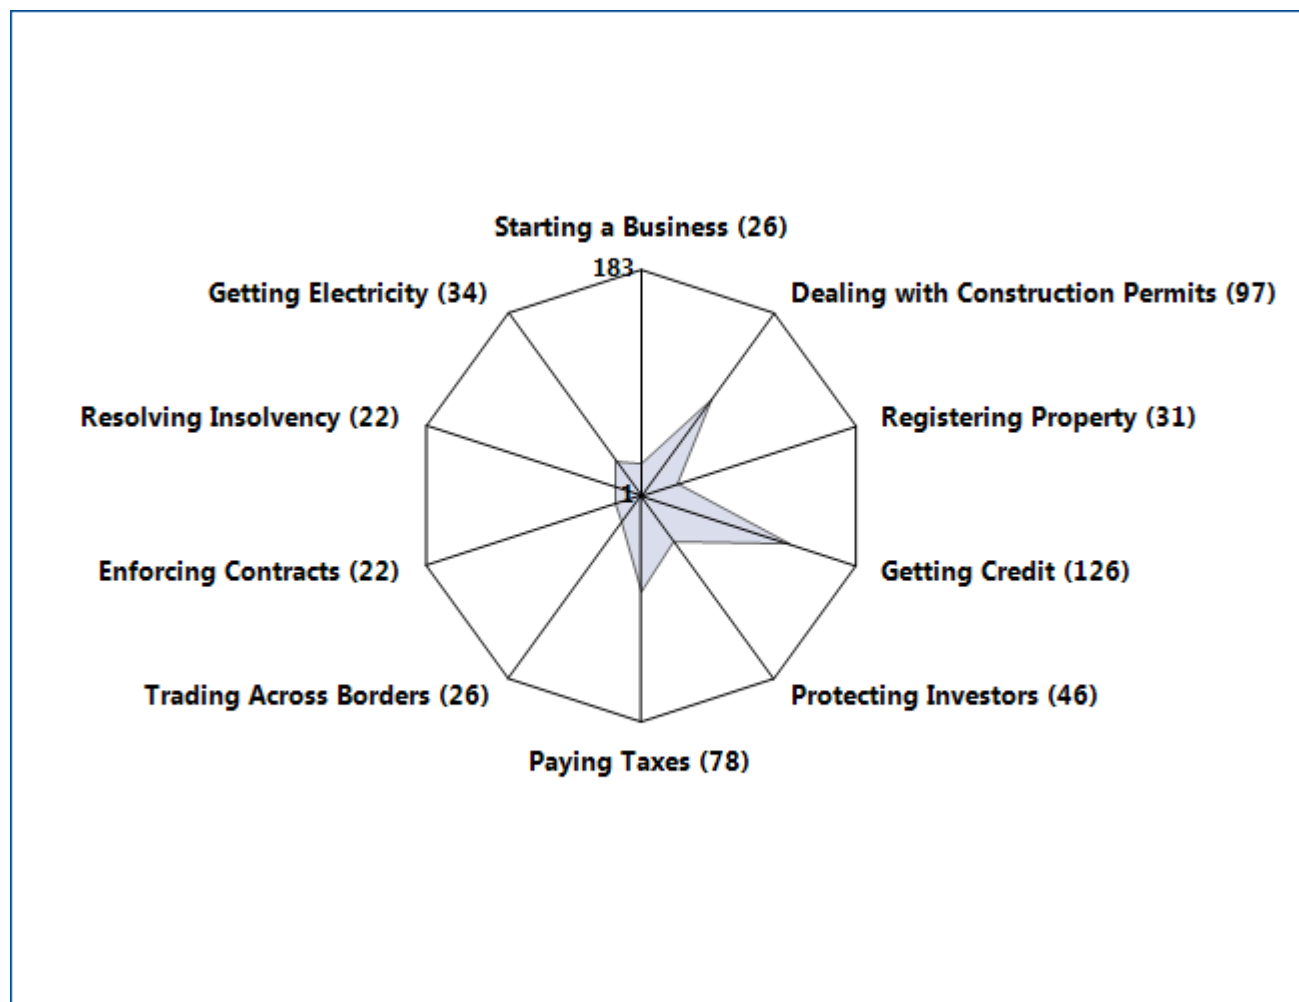 Starting a Business (26)
183
Getting Electricity (34)
Dealing with Construction Permits (97)
Resolving Insolvency (22)
Registering Property (31)
1
Enforcing Contracts (22)
Getting Credit (126)
Trading Across Borders (26)
Protecting Investors (46)
Paying Taxes (78)